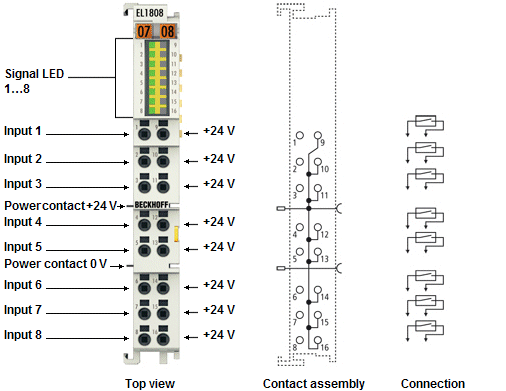 EL1808
07 08
1 9
2 10
3 11
4 12
5 13
6 14
7 15
8 16
Signal LED
1...8
Input 1 +24 V
Input 2 +24 V
Input 3 +24 V
Power contact +24 V BECKHOFF
Input 4 +24 V
Input 5 +24 V
Power contact 0 V
Input 6 +24 V
Input 7 +24 V
Input 8 +24 V
Top view
1 9
2 10
3 11
4 12
5 13
6 14
7 15
8 16
Contact assembly
Connection